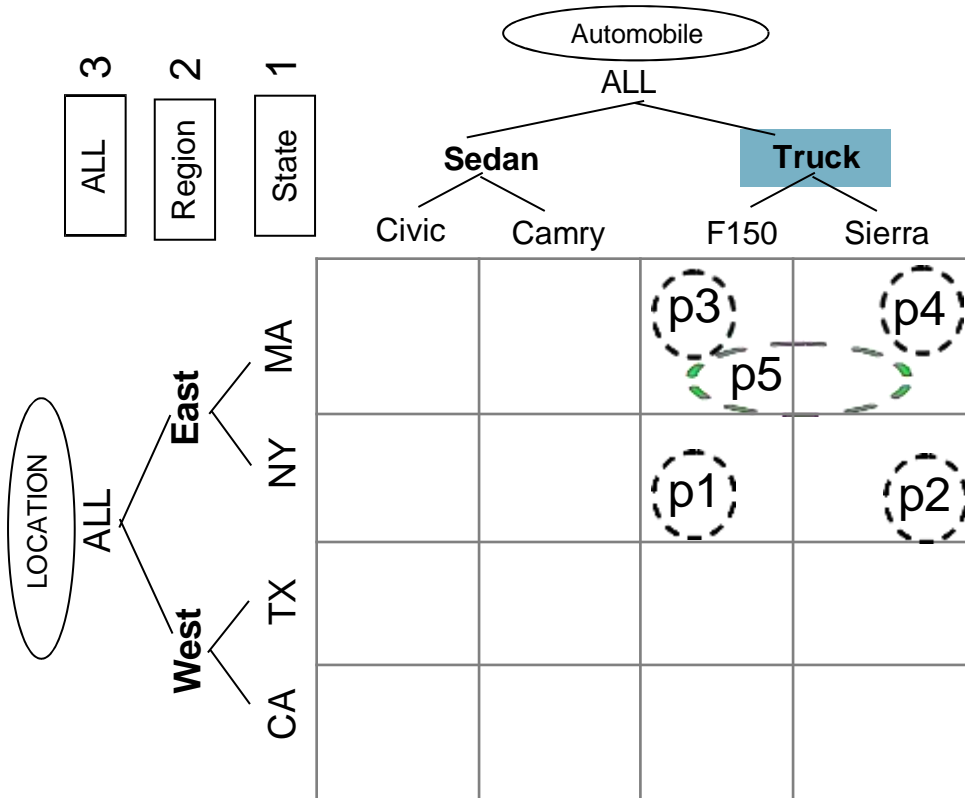 Automobile
ALL
Sedan Truck
Civic Camry F150 Sierra
3 2 1
ALL Region State
LOCATION
ALL
East
West
MA
NY
TX
CA
p3 p4
p5
p1 p2